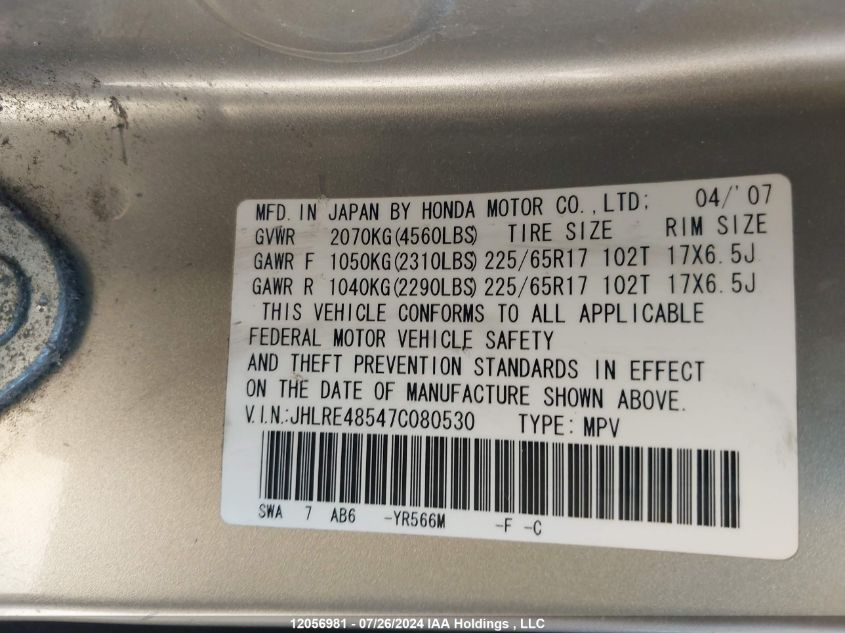 MFD. IN JAPAN BY HONDA MOTOR CO., LTD; 04/'07
GVWR 2070KG(4560LBS) TIRE SIZE RIM SIZE
GAWR F 1050KG(2310LBS) 225/65R17 102T 17X6.5J
GAWR R 1040KG(2290LBS) 225/65R17 102T 17X6.5J
THIS VEHICLE CONFORMS TO ALL APPLICABLE
FEDERAL MOTOR VEHICLE SAFETY
AND THEFT PREVENTION STANDARDS IN EFFECT
ON THE DATE OF MANUFACTURE SHOWN ABOVE.
V.I.N.:JHLRE48547C080530 TYPE: MPV
SWA 7 AB6 -YR566M -F -C
12056981 - 07/26/2024 IAA Holdings , LLC